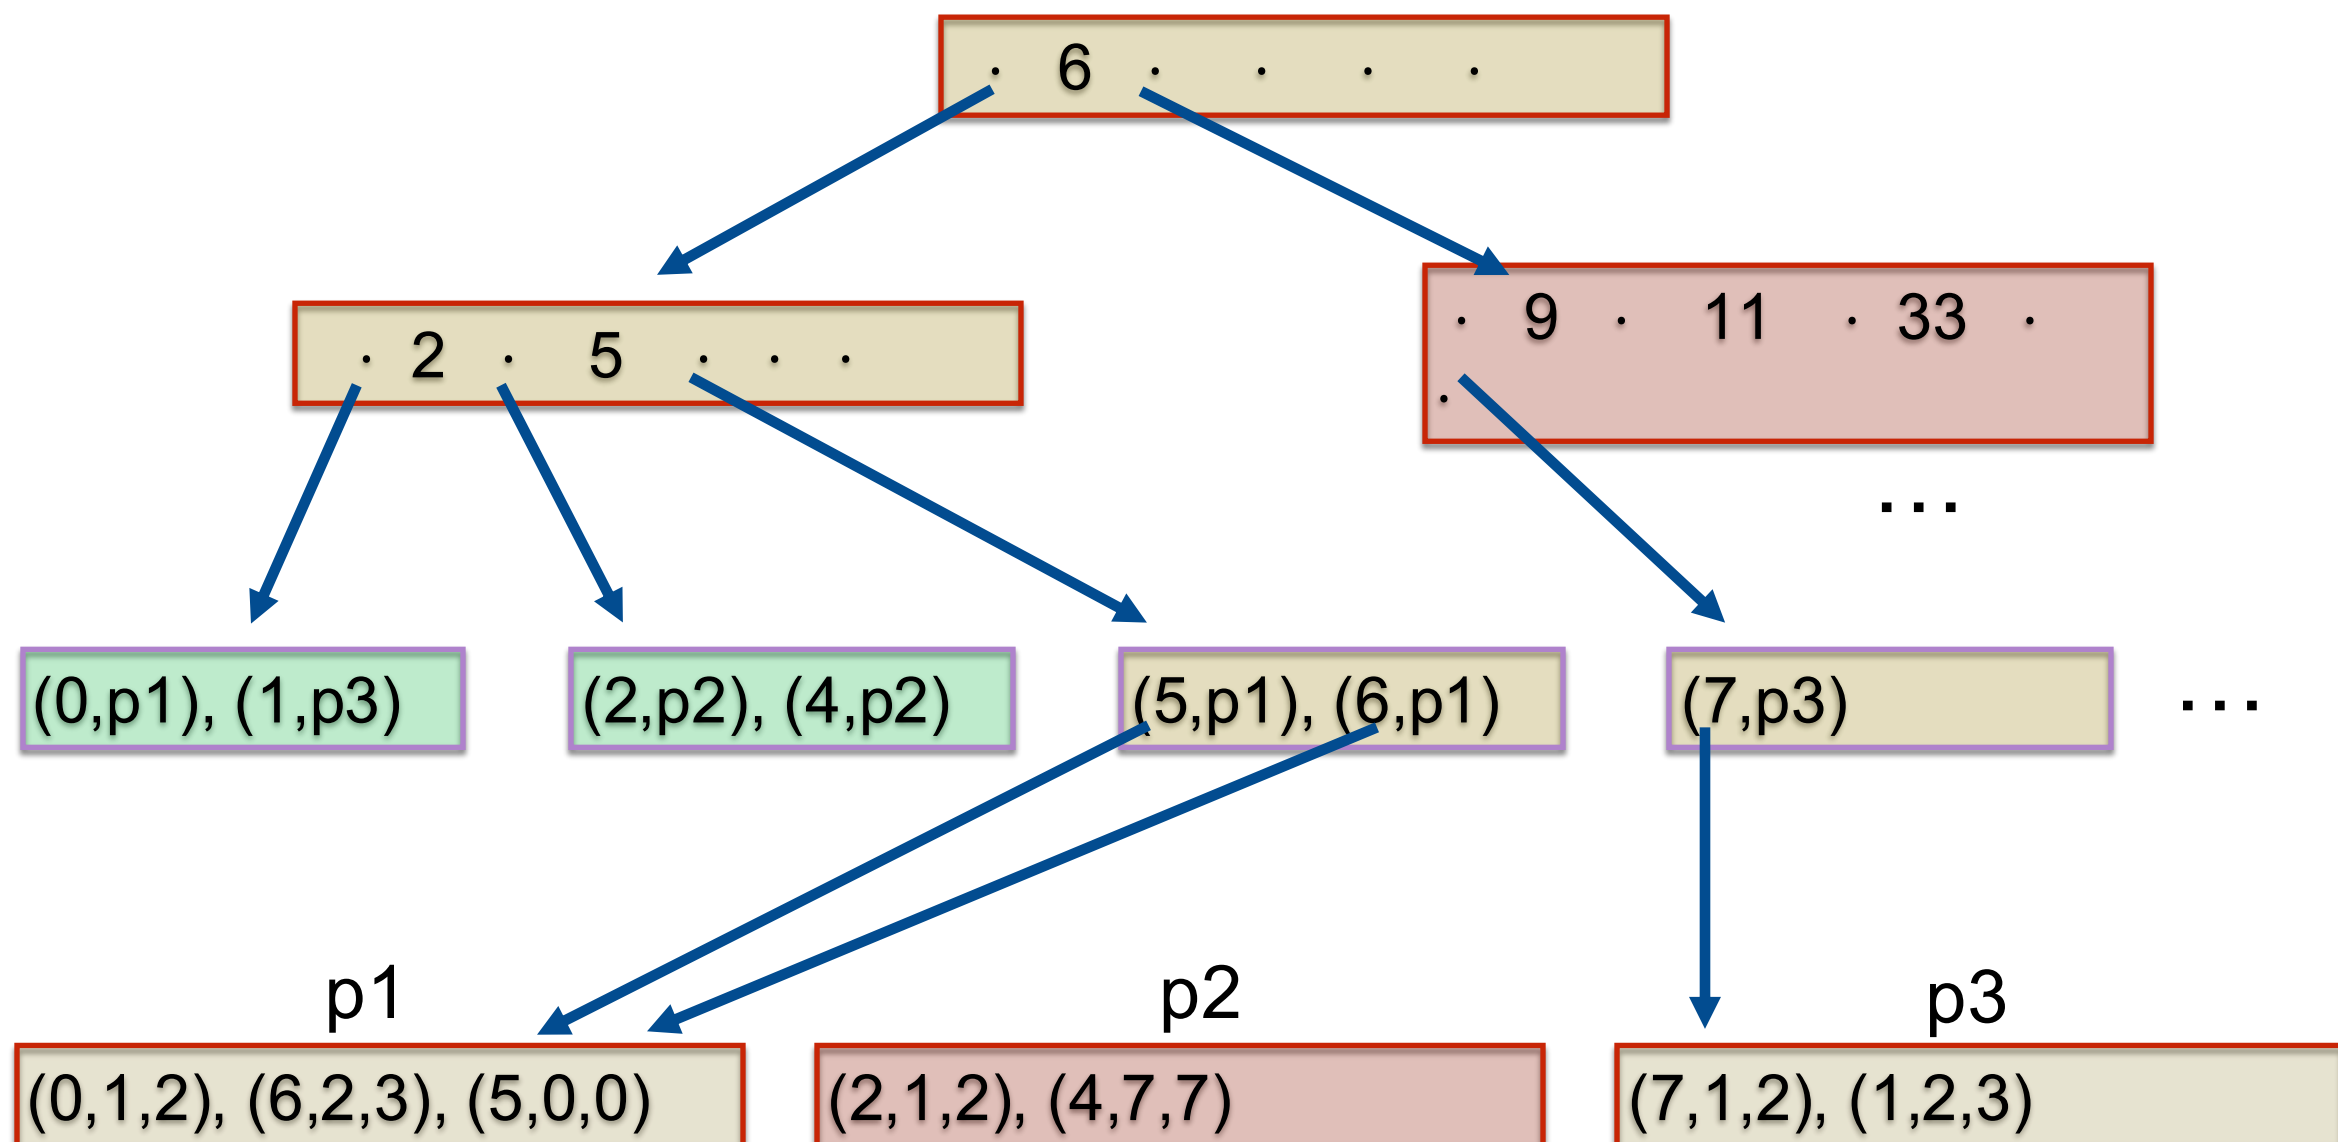 · 6 · · · ·
· 2 · 5 · · ·
· 9 · 11 · 33 ·
·
...
(0,p1), (1,p3)
(2,p2), (4,p2)
(5,p1), (6,p1)
(7,p3)
...
p1
p2
p3
(0,1,2), (6,2,3), (5,0,0)
(2,1,2), (4,7,7)
(7,1,2), (1,2,3)